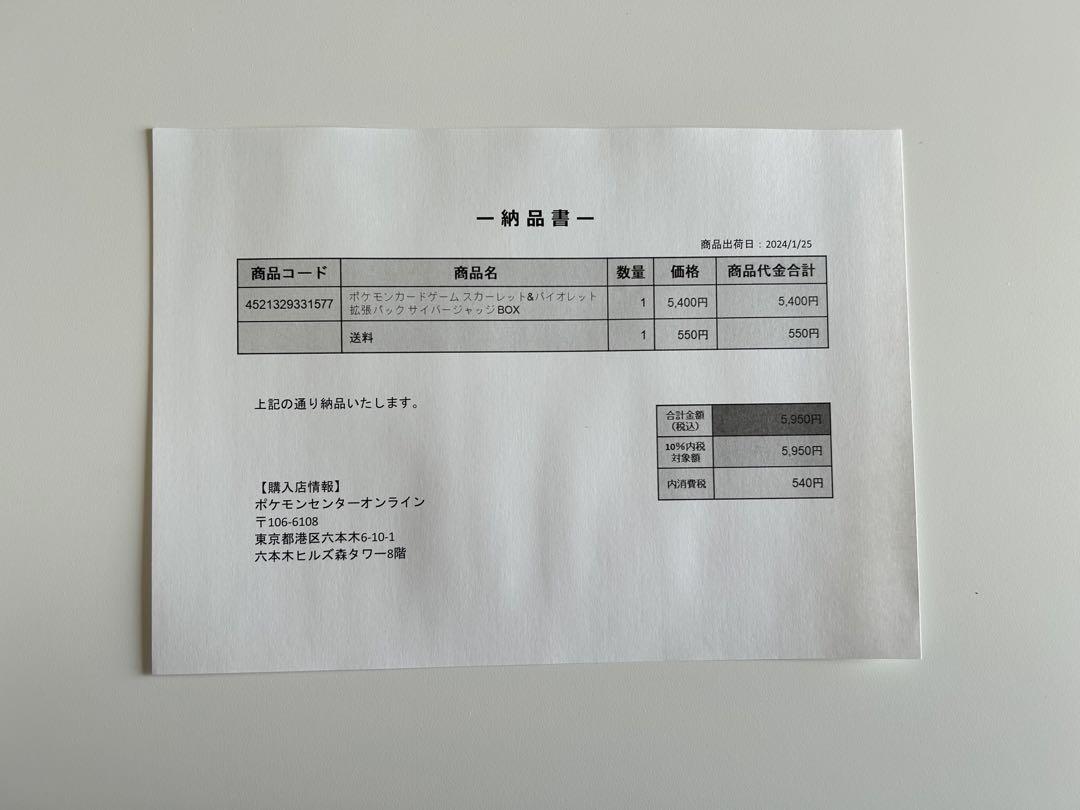 ー納品書ー
商品出荷日：2024/1/25
商品コード 商品名 数量 価格 商品代金合計
4521329331577 ポケモンカードゲーム スカーレット&バイオレット 1 5,400円 5,400円
拡張パック サイバージャッジ BOX
送料 1 550円 550円
上記の通り納品いたします。
合計金額 5,950円
（税込）
10%内税 5,950円
対象額
内消費税 540円
【購入店情報】
ポケモンセンターオンライン
〒106-6108
東京都港区六本木6-10-1
六本木ヒルズ森タワー8階